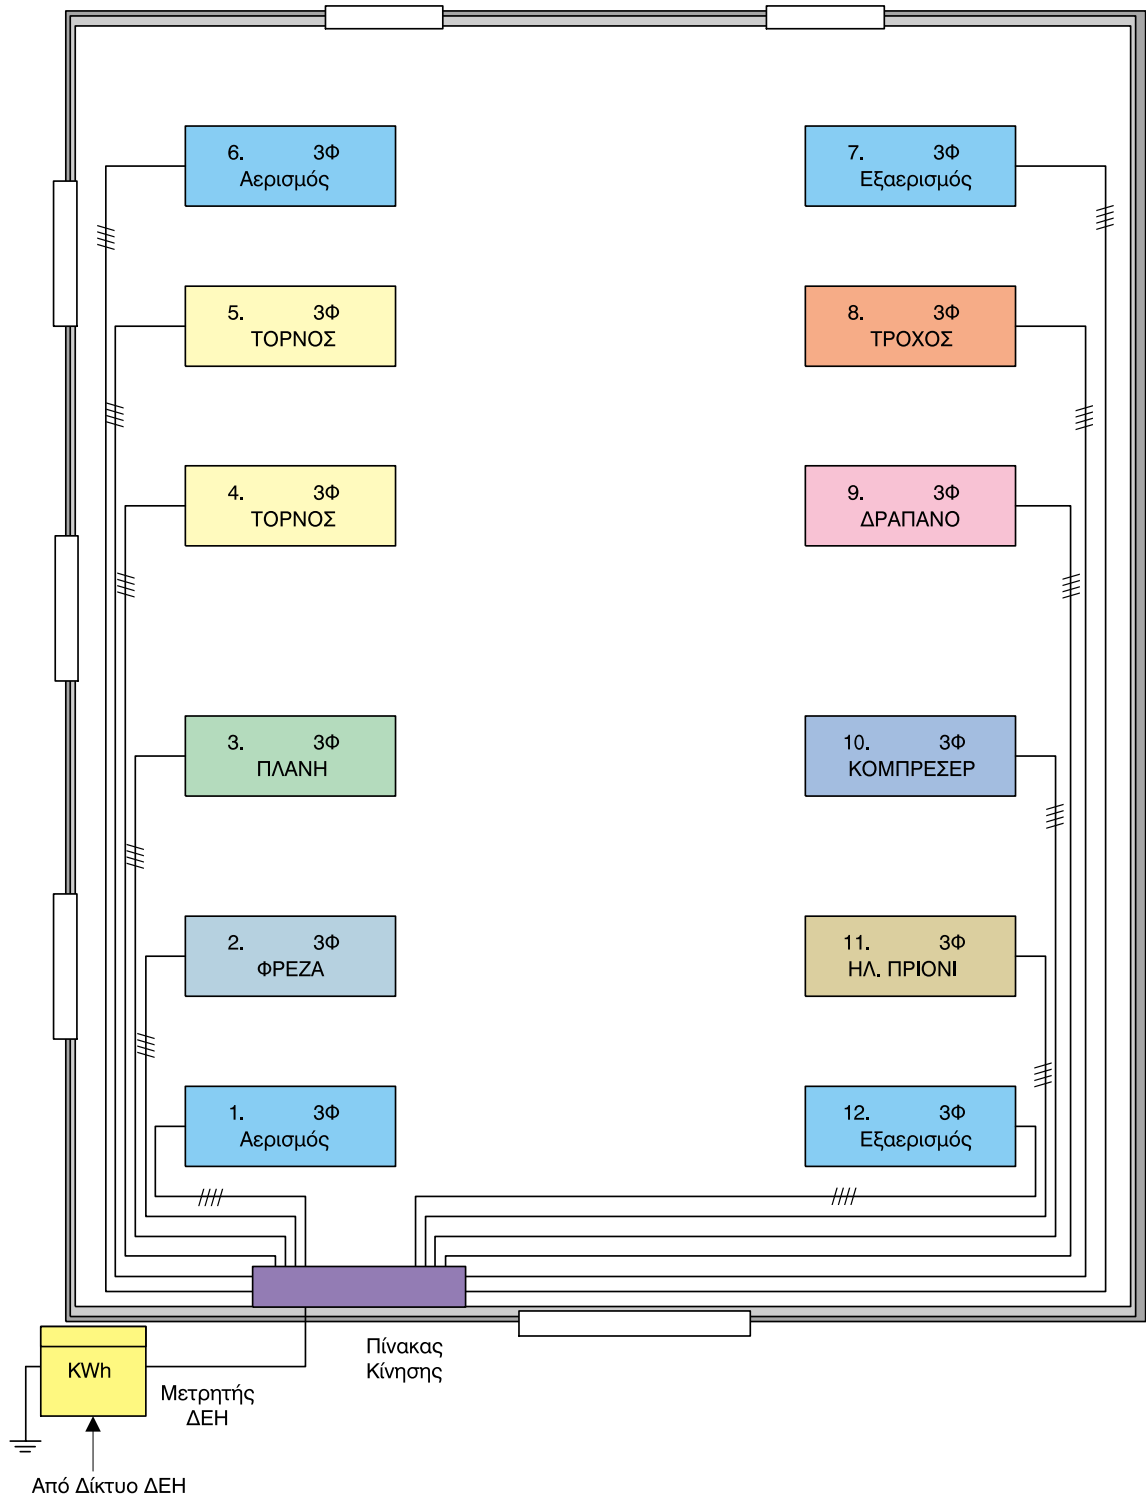 6. 3Φ
Αερισμός
7. 3Φ
Εξαερισμός
5. 3Φ
ΤΟΡΝΟΣ
8. 3Φ
ΤΡΟΧΟΣ
4. 3Φ
ΤΟΡΝΟΣ
9. 3Φ
ΔΡΑΠΑΝΟ
3. 3Φ
ΠΛΑΝΗ
10. 3Φ
ΚΟΜΠΡΕΣΕΡ
2. 3Φ
ΦΡΕΖΑ
11. 3Φ
ΗΛ. ΠΡΙΟΝΙ
1. 3Φ
Αερισμός
12. 3Φ
Εξαερισμός
Πίνακας
Κίνησης
KWh
Μετρητής
ΔΕΗ
Από Δίκτυο ΔΕΗ